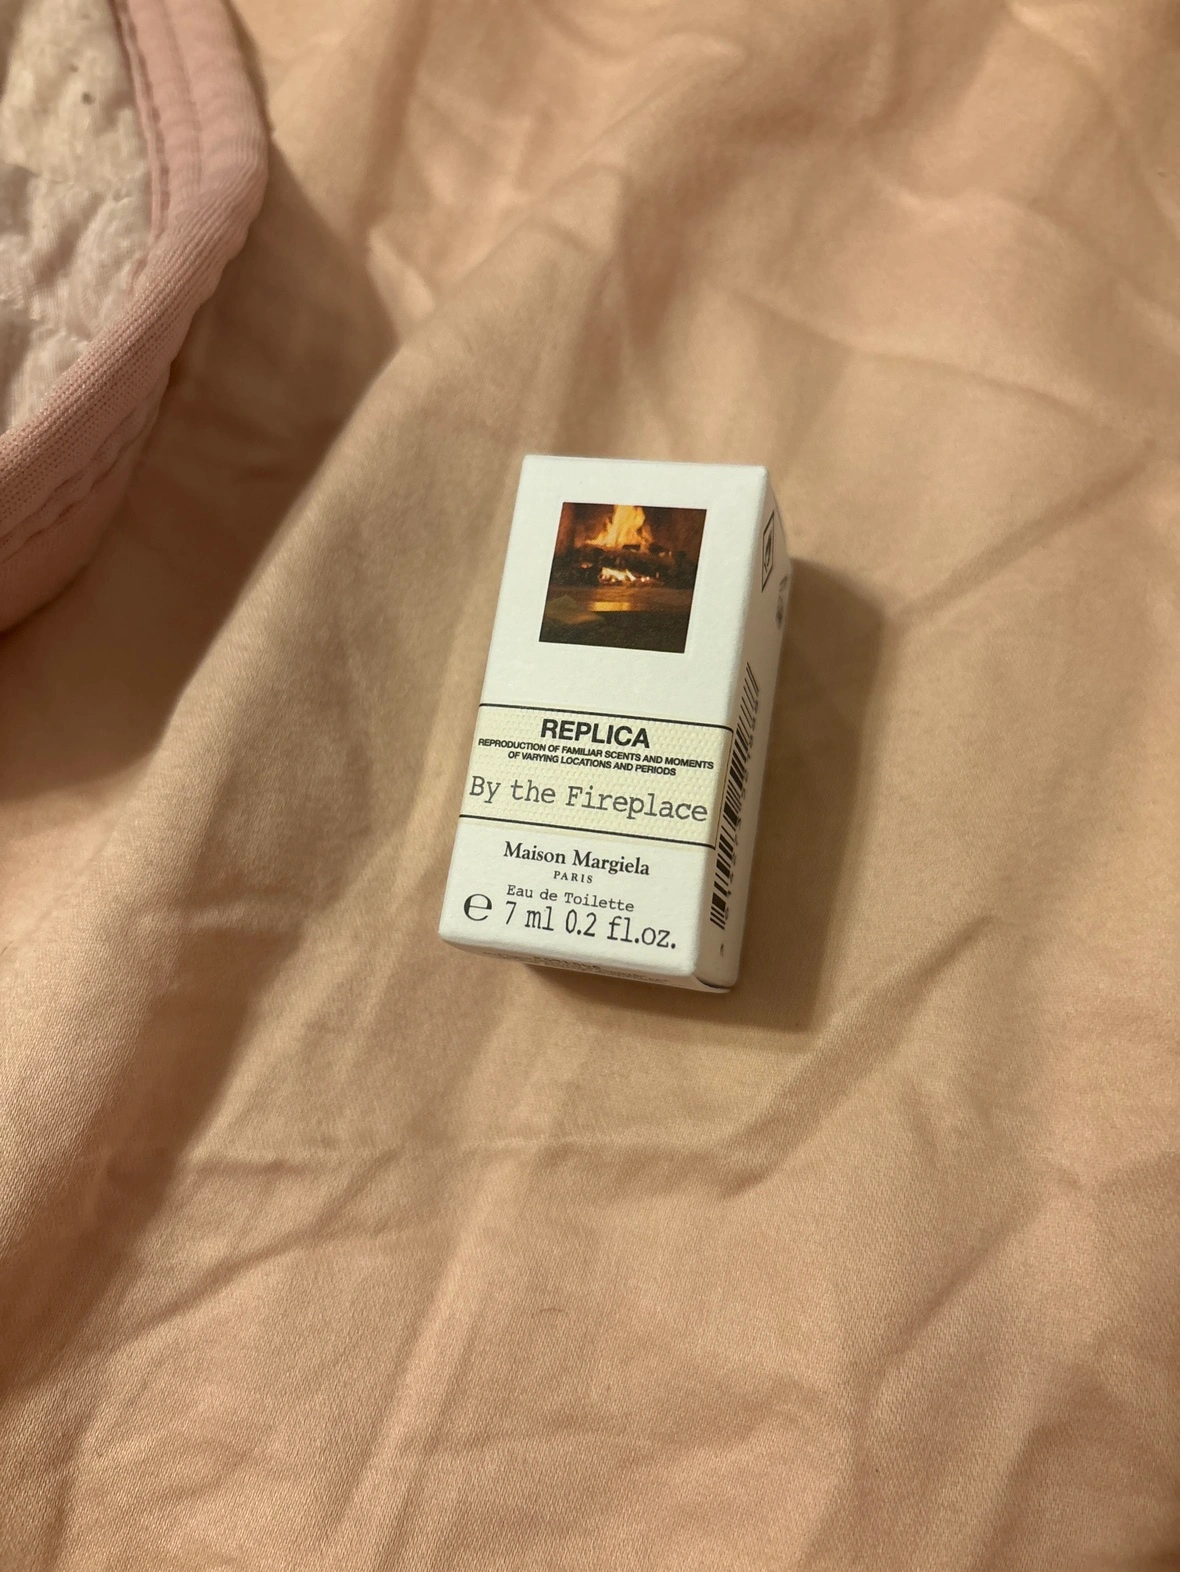 REPLICA
REPRODUCTION OF FAMILIAR SCENTS AND MOMENTS
OF VARYING LOCATIONS AND PERIODS
By the Fireplace
Maison Margiela
PARIS
Eau de Toilette
e 7 ml 0.2 fl.oz.